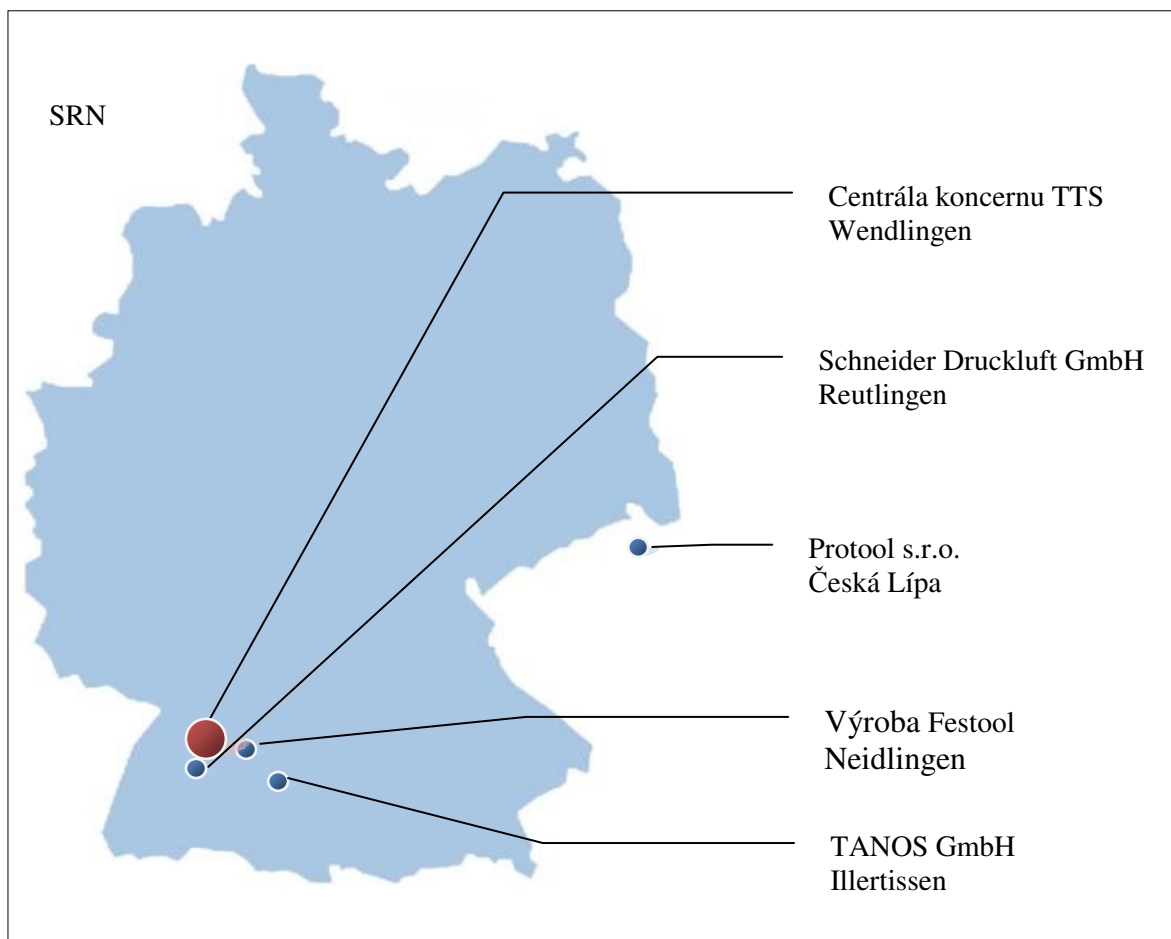 SRN
Centrála koncernu TTS
Wendlingen
Schneider Druckluft GmbH
Reutlingen
Protool s.r.o.
Česká Lípa
Výroba Festool
Neidlingen
TANOS GmbH
Illertissen